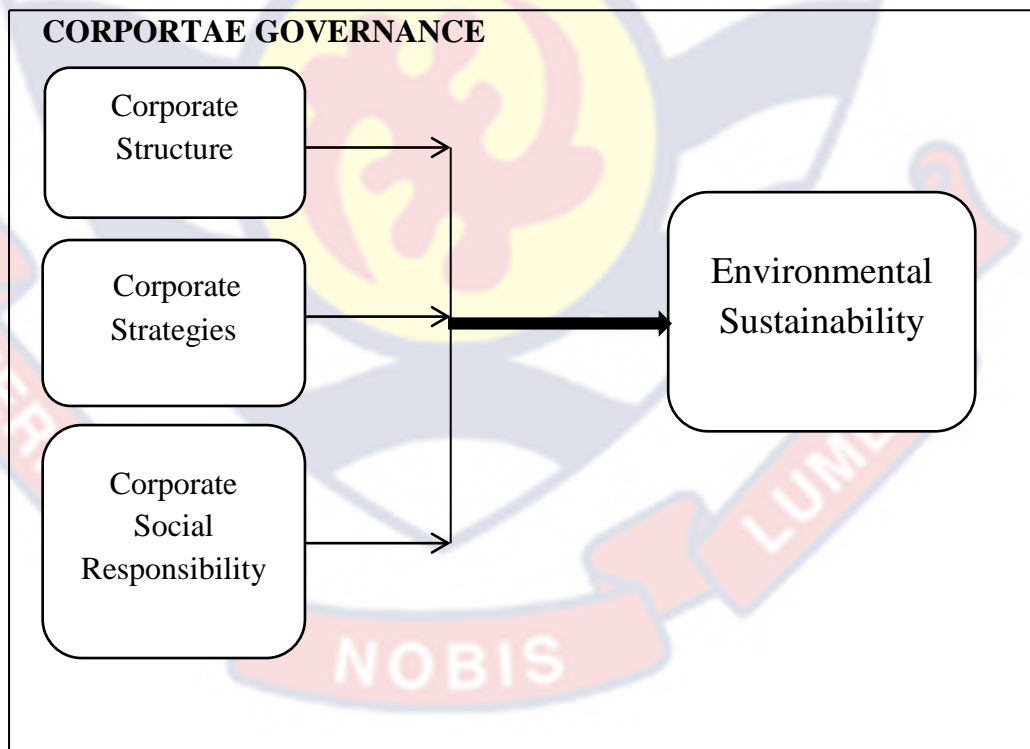 CORPORTAE GOVERNANCE
Corporate
Structure
Corporate
Strategies
Corporate
Social
Responsibility
Environmental
Sustainability
NOBIS